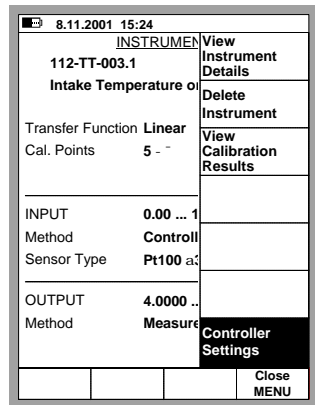 8.11.2001 15:24
INSTRUMEN
112-TT-003.1
Intake Temperature o
Transfer Function Linear
Cal. Points 5 -
INPUT 0.00 ... 1
Method Controll
Sensor Type Pt100
OUTPUT 4.0000 ..
Method Measure
View
Instrument
Details
Delete
Instrument
View
Calibration
Results
Controller
Settings
Close
MENU